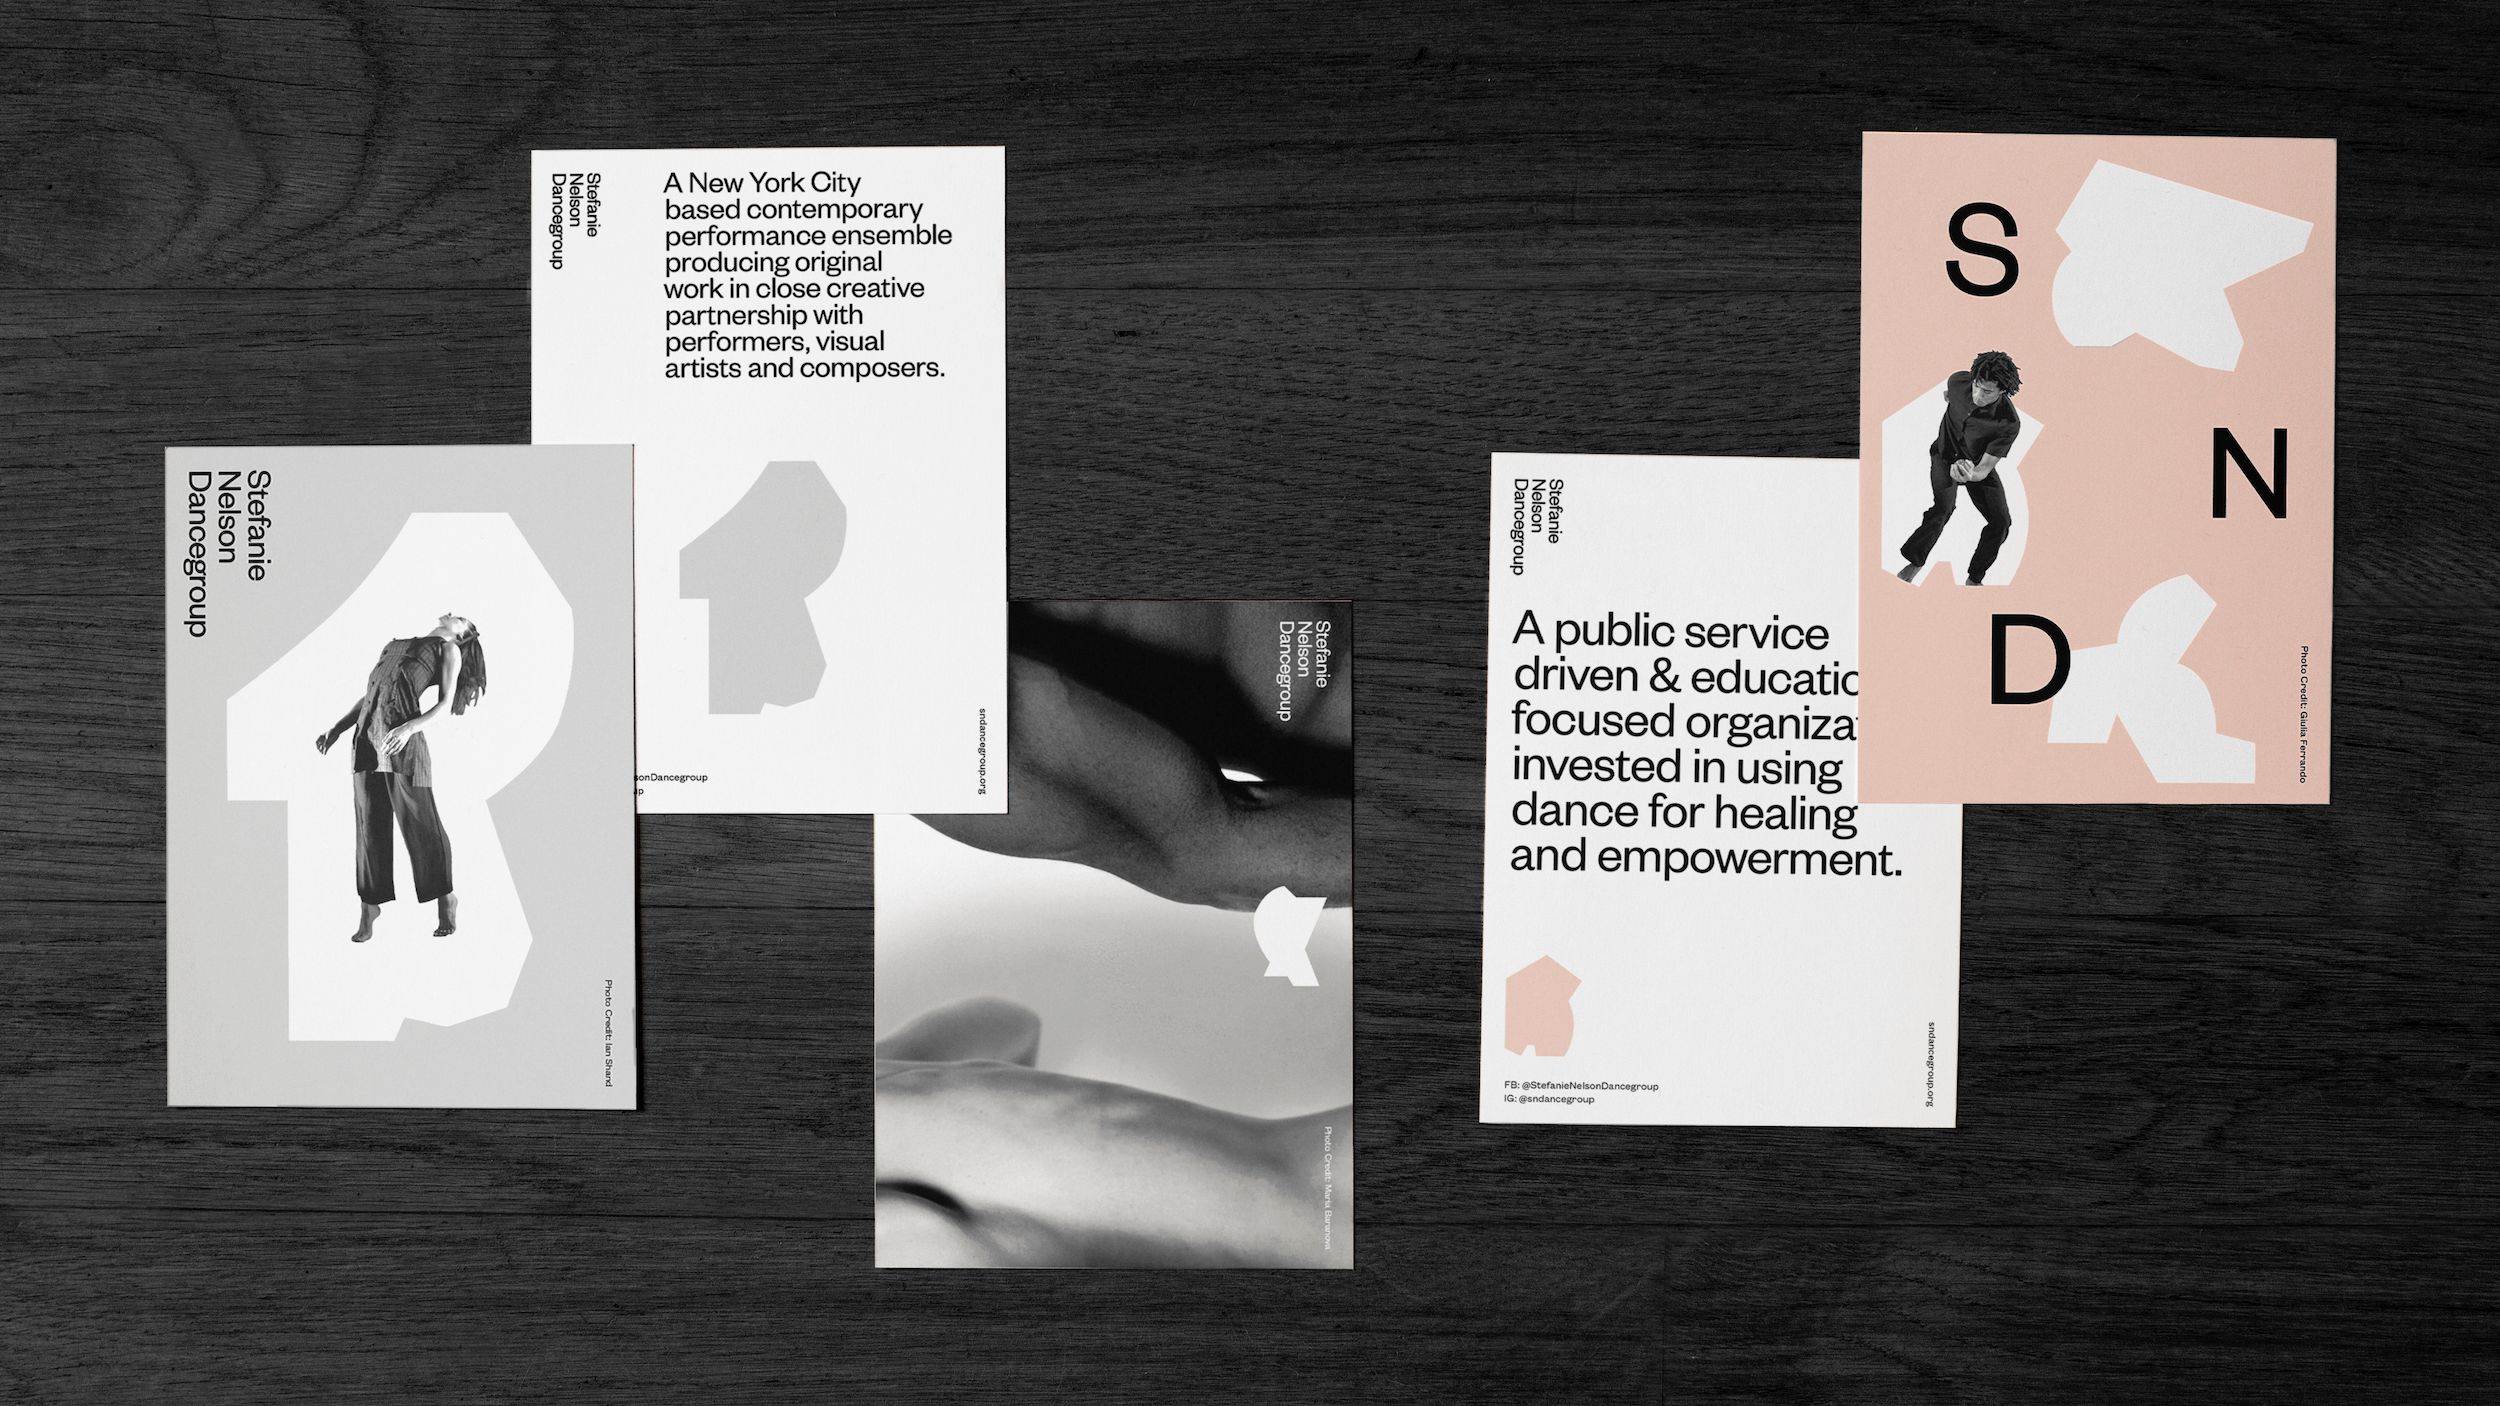 Stefanie
Nelson
Dancegroup
Photo Credit: Ian Shand
Stefanie
Nelson
Dancegroup
A New York City
based contemporary
performance ensemble
producing original
work in close creative
partnership with
performers, visual
artists and composers.
sonDancegroup
up
sndancegroup.org
Stefanie
Nelson
Dancegroup
Photo Credit: Maria Baranova
Stefanie
Nelson
Dancegroup
A public service
driven & educatio
focused organizat
invested in using
dance for healing
and empowerment.
FB: @StefanieNelsonDancegroup
IG: @sndancegroup
sndancegroup.org
S
N
D
Photo Credit: Giulia Ferrando